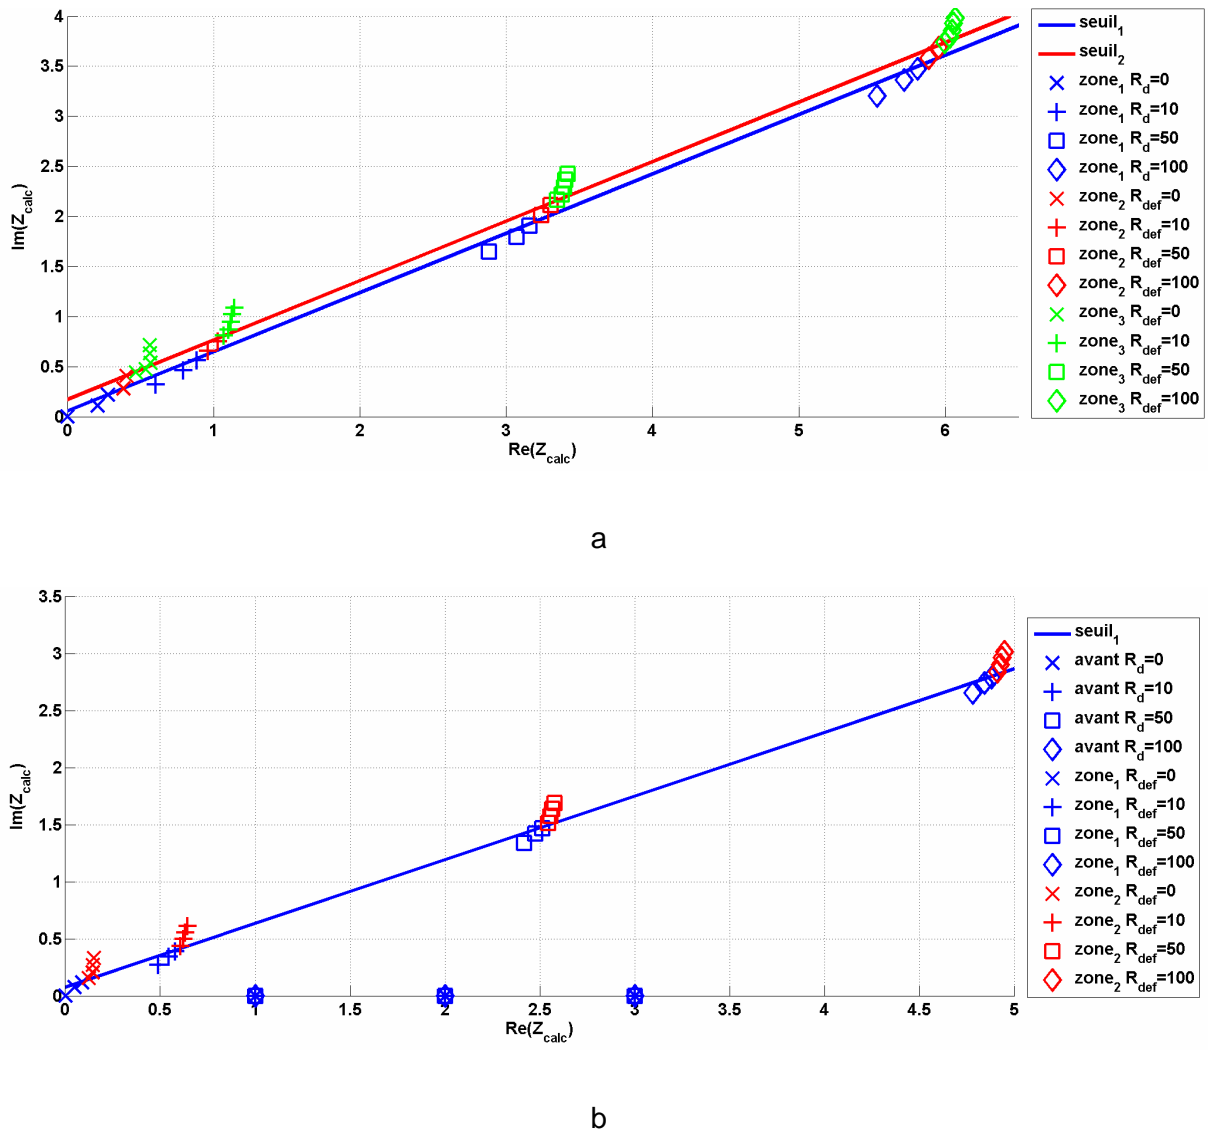 4
3.5
3
2.5
2
1.5
1
0.5
0
Im(Z_calc)
0 1 2 3 4 5 6
Re(Z_calc)
seuil_1
seuil_2
zone_1 R_d=0
zone_1 R_d=10
zone_1 R_d=50
zone_1 R_d=100
zone_2 R_def=0
zone_2 R_def=10
zone_2 R_def=50
zone_2 R_def=100
zone_3 R_def=0
zone_3 R_def=10
zone_3 R_def=50
zone_3 R_def=100
a
3.5
3
2.5
2
1.5
1
0.5
0
Im(Z_calc)
0 0.5 1 1.5 2 2.5 3 3.5 4 4.5 5
Re(Z_calc)
seuil_1
avant R_d=0
avant R_d=10
avant R_d=50
avant R_d=100
zone_1 R_def=0
zone_1 R_def=10
zone_1 R_def=50
zone_1 R_def=100
zone_2 R_def=0
zone_2 R_def=10
zone_2 R_def=50
zone_2 R_def=100
b